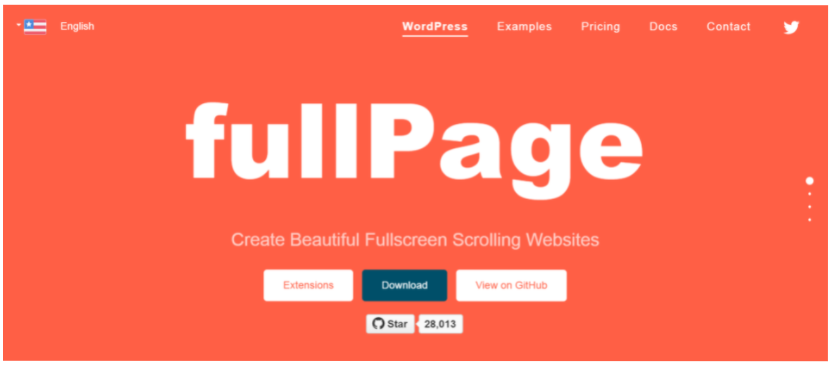 English WordPress Examples Pricing Docs Contact
fullPage
Create Beautiful Fullscreen Scrolling Websites
Extensions Download View on GitHub
Star 28,013